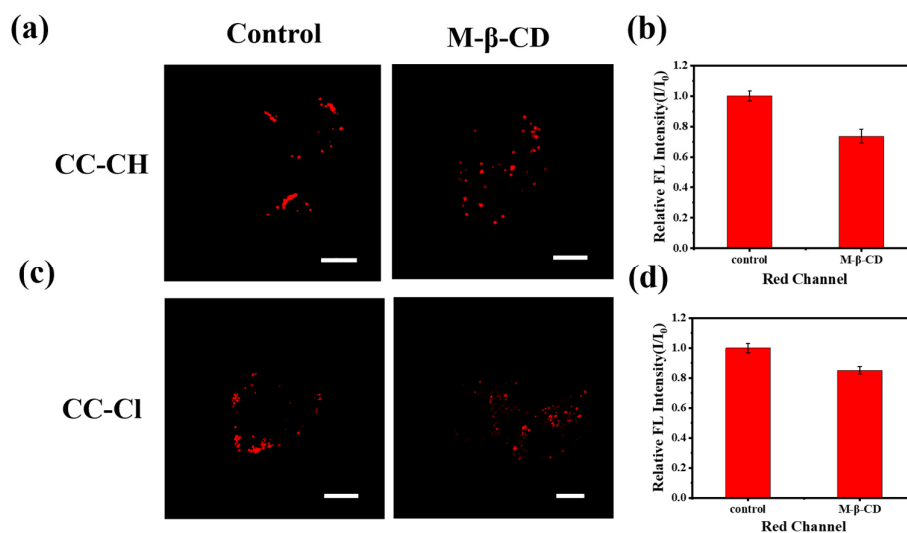 (a)
Control
M-β-CD
CC-CH
(b)
Relative FL Intensity(I/I0)
1.2
1.0
0.8
0.6
0.4
0.2
0.0
control
M-β-CD
Red Channel
(c)
CC-Cl
(d)
Relative FL Intensity(I/I0)
1.2
1.0
0.8
0.6
0.4
0.2
0.0
control
M-β-CD
Red Channel